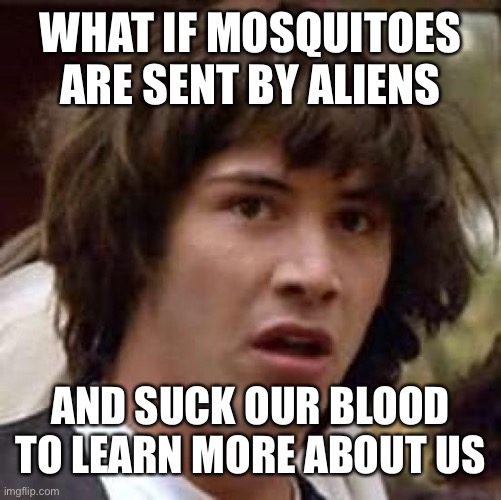 WHAT IF MOSQUITOES
ARE SENT BY ALIENS
AND SUCK OUR BLOOD
TO LEARN MORE ABOUT US
imgflip.com